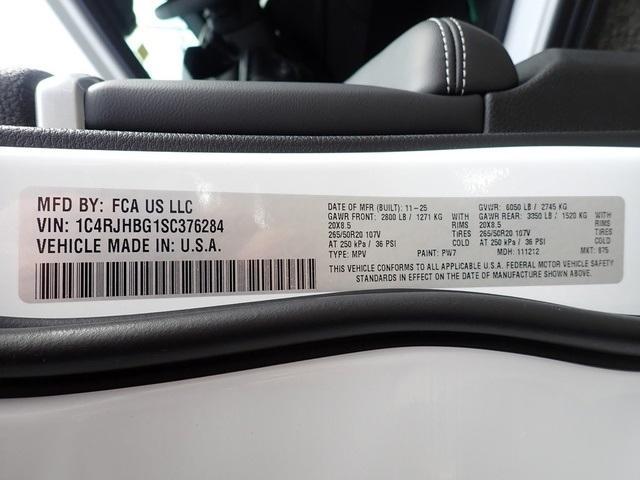 MFD BY: FCA US LLC
VIN: 1C4RJHBG1SC376284
VEHICLE MADE IN: U.S.A.
DATE OF MFR (BUILT): 11-25 GVWR: 6050 LB / 2745 KG
GAWR FRONT: 2800 LB / 1271 KG WITH GAWR REAR: 3350 LB / 1520 KG WITH
20X8.5 RIMS 20X8.5 RIMS
265/50R20 107V TIRES 265/50R20 107V TIRES
AT 250 kPa / 36 PSI AT 250 kPa / 36 PSI
TYPE: MPV PAINT: PW7 MDH: 111212 MKT: 875
THIS VEHICLE CONFORMS TO ALL APPLICABLE U.S.A. FEDERAL MOTOR VEHICLE SAFETY
STANDARDS IN EFFECT ON THE DATE OF MANUFACTURE SHOWN ABOVE.